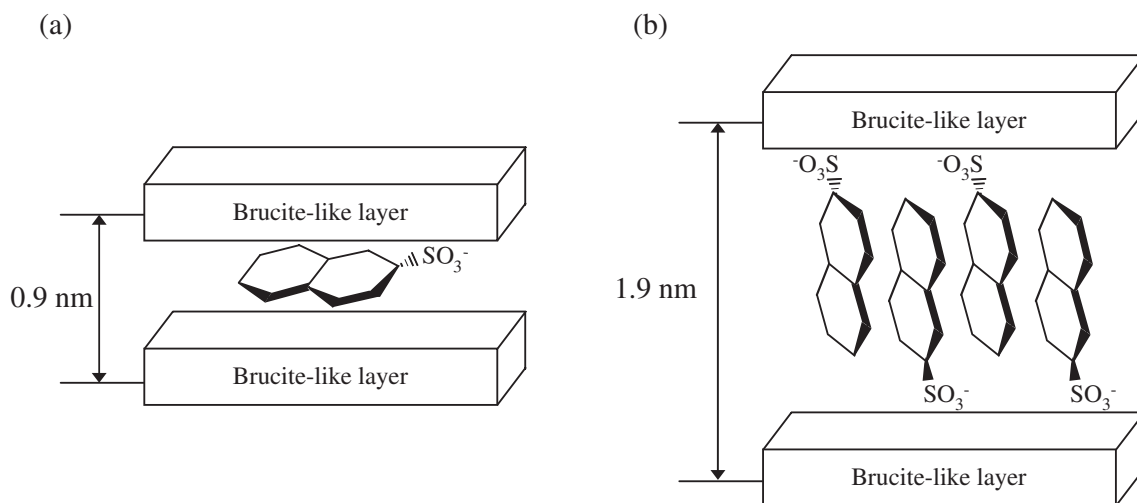 (a)
Brucite-like layer
SO₃⁻
0.9 nm
Brucite-like layer
(b)
Brucite-like layer
⁻O₃S ⁻O₃S
1.9 nm
SO₃⁻ SO₃⁻
Brucite-like layer